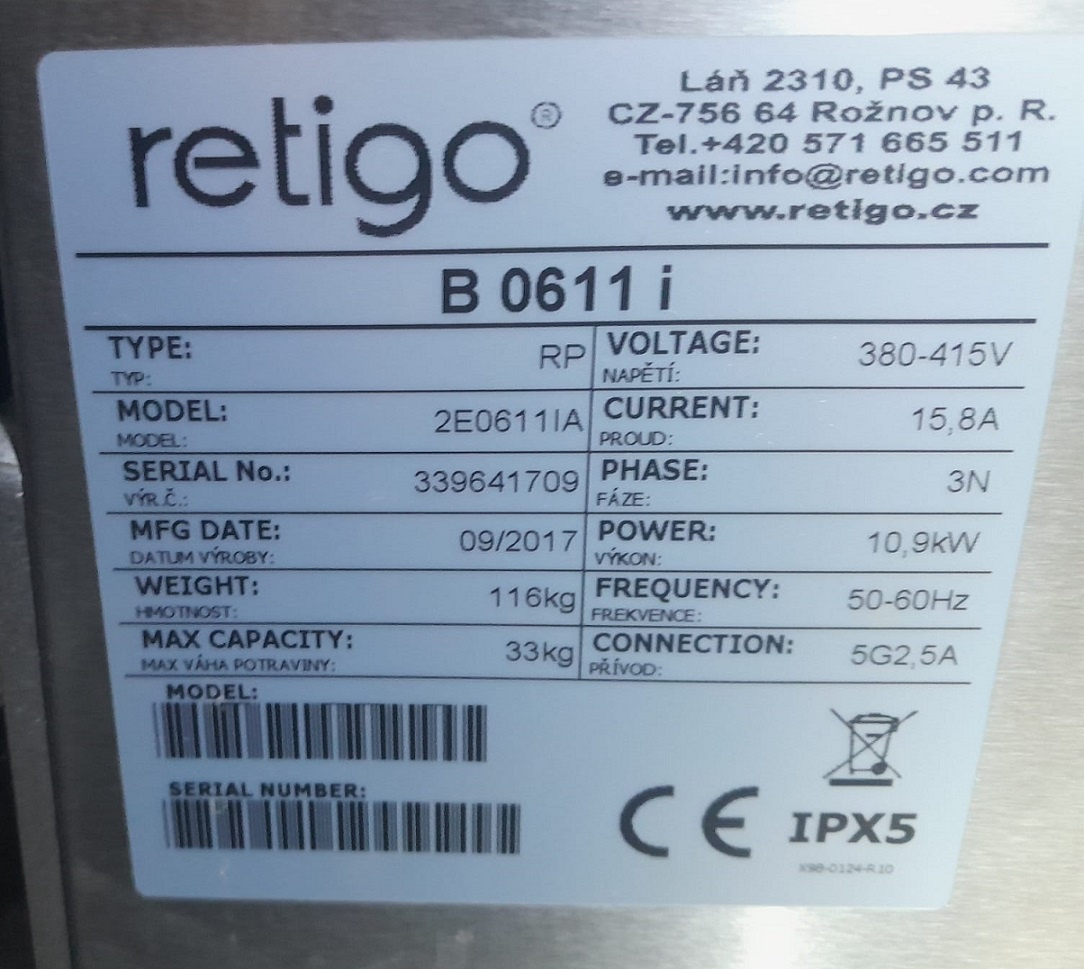 retigo®
Láň 2310, PS 43
CZ-756 64 Rožnov p. R.
Tel.+420 571 665 511
e-mail:info@retigo.com
www.retigo.cz
B 0611 i
TYPE: RP
TYP:
VOLTAGE: 380-415V
NAPĚTÍ:
MODEL: 2E0611IA
MODEL:
CURRENT: 15,8A
PROUD:
SERIAL No.: 339641709
VÝR.Č.:
PHASE: 3N
FÁZE:
MFG DATE: 09/2017
DATUM VÝROBY:
POWER: 10,9kW
VÝKON:
WEIGHT: 116kg
HMOTNOST:
FREQUENCY: 50-60Hz
FREKVENCE:
MAX CAPACITY: 33kg
MAX VÁHA POTRAVINY:
CONNECTION: 5G2,5A
PŘÍVOD:
MODEL:
SERIAL NUMBER:
CE
IPX5
X98-0124-R10